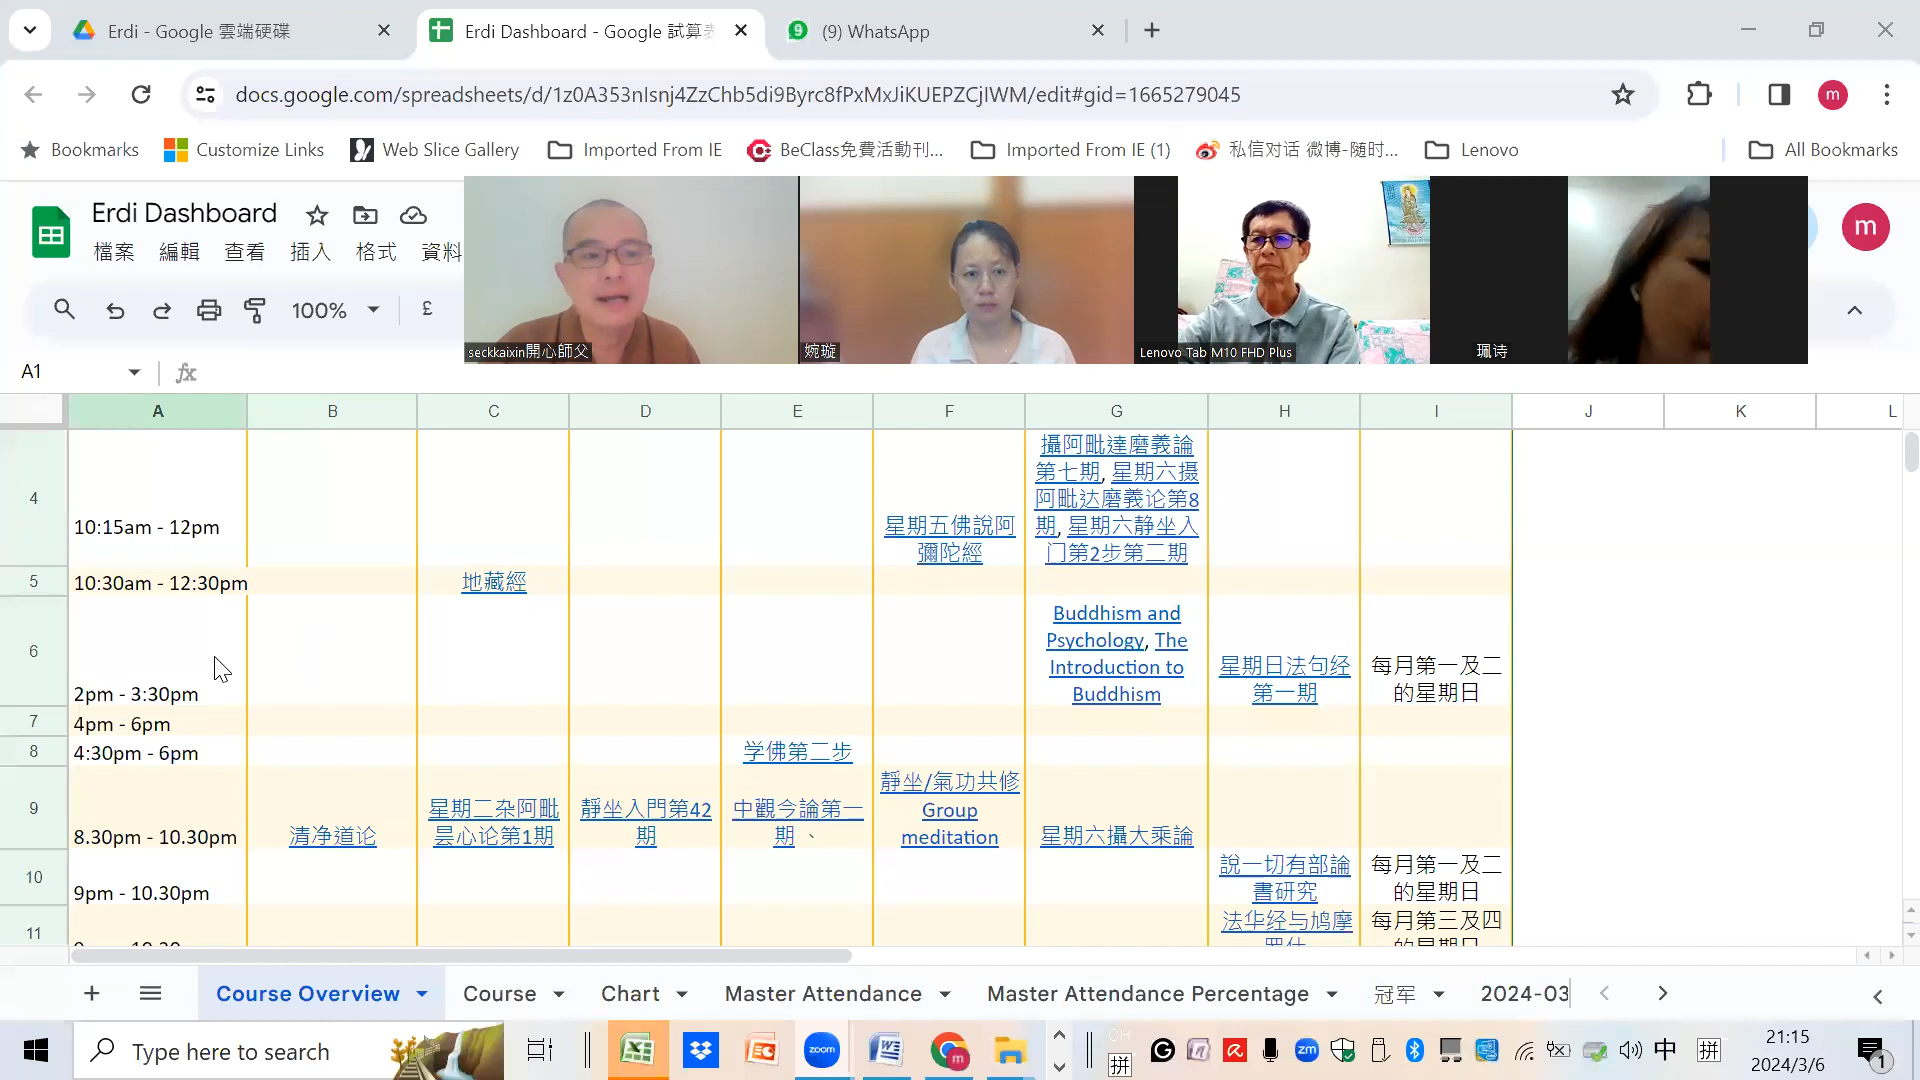 Erdi - Google 雲端硬碟
Erdi Dashboard - Google 試算表
(9) WhatsApp
docs.google.com/spreadsheets/d/1z0A353nIsnj4ZzChb5di9Byrc8fPxMxJiKUEPZCjIWM/edit#gid=1665279045
m
Bookmarks
Customize Links
Web Slice Gallery
Imported From IE
BeClass免費活動刊...
Imported From IE (1)
私信对话 微博-随时...
Lenovo
All Bookmarks
Erdi Dashboard
檔案 編輯 查看 插入 格式 資料
m
100%
£
seckkaixin開心師父
婉璇
Lenovo Tab M10 FHD Plus
珮诗
A1
fx
A B C D E F G H I J K L
4
10:15am - 12pm
星期五佛說阿
彌陀經
攝阿毗達磨義論
第七期, 星期六摄
阿毗达磨義论第8
期, 星期六静坐入
门第2步第二期
5
10:30am - 12:30pm
地藏經
6
2pm - 3:30pm
Buddhism and
Psychology, The
Introduction to
Buddhism
星期日法句经
第一期
每月第一及二
的星期日
7
4pm - 6pm
8
4:30pm - 6pm
学佛第二步
9
8.30pm - 10.30pm
清净道论
星期二杂阿毗
昙心论第1期
靜坐入門第42
期
中觀今論第一
期、
靜坐/氣功共修
Group
meditation
星期六攝大乘論
10
9pm - 10.30pm
說一切有部論
書研究
每月第一及二
的星期日
11
法华经与鸠摩
罗什
每月第三及四
的星期日
Course Overview
Course
Chart
Master Attendance
Master Attendance Percentage
冠军
2024-03
Type here to search
zoom
m
CH
拼
zm
中
拼
21:15
2024/3/6
1